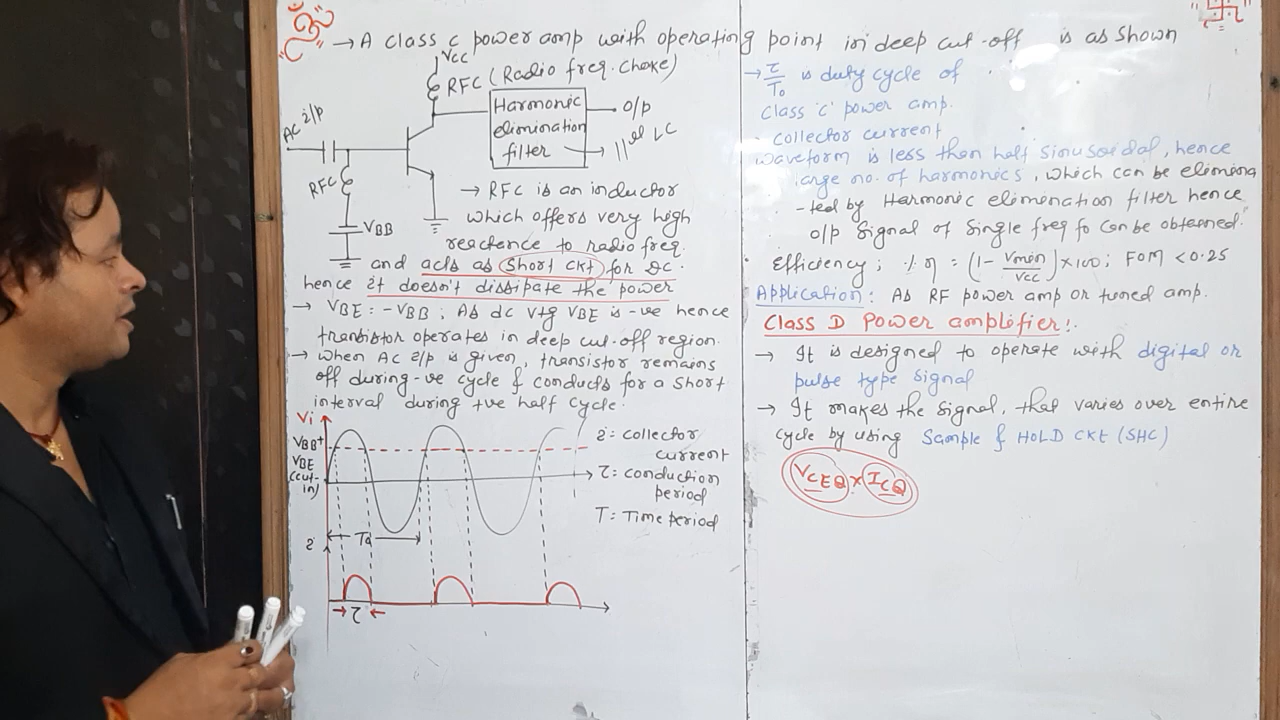 ॐ
→ A class c power amp with operating point in deep cut-off is as shown
Vcc
RFC (Radio freq. choke)
AC i/p
Harmonic
elimination
filter
o/p
→ ||el LC
RFC
VBB
→ RFC is an inductor
which offers very high
reactence to radio freq.
and acts as short ckt for DC.
hence it doesn't dissipate the power
→ VBE = -VBB ; As dc Vtg VBE is -ve hence
transistor operates in deep cut-off region.
→ When AC i/p is given, transistor remains
off during -ve cycle & conducts for a short
interval during +ve half cycle.
Vi
VBB+
VBE
(cut-
in)
To
i
→ τ ←
i: collector
current
τ: conduction
period
T: Time period
→ τ/To is duty cycle of
class 'c' power amp.
collector current
waveform is less then half sinusoidal, hence
large no. of harmonics, which can be elimina
-ted by Harmonic elimination filter hence
o/p signal of single freq fo can be obtained.
Efficiency ; % η = (1 - Vmin/Vcc) × 100 ; FOM < 0.25
Application: As RF power amp or tuned amp.
Class D Power amplifier!.
→ It is designed to operate with digital or
pulse type signal
→ It makes the signal, that varies over entire
cycle by using Sample & HOLD CKt (SHC)
VCEQ × ICQ